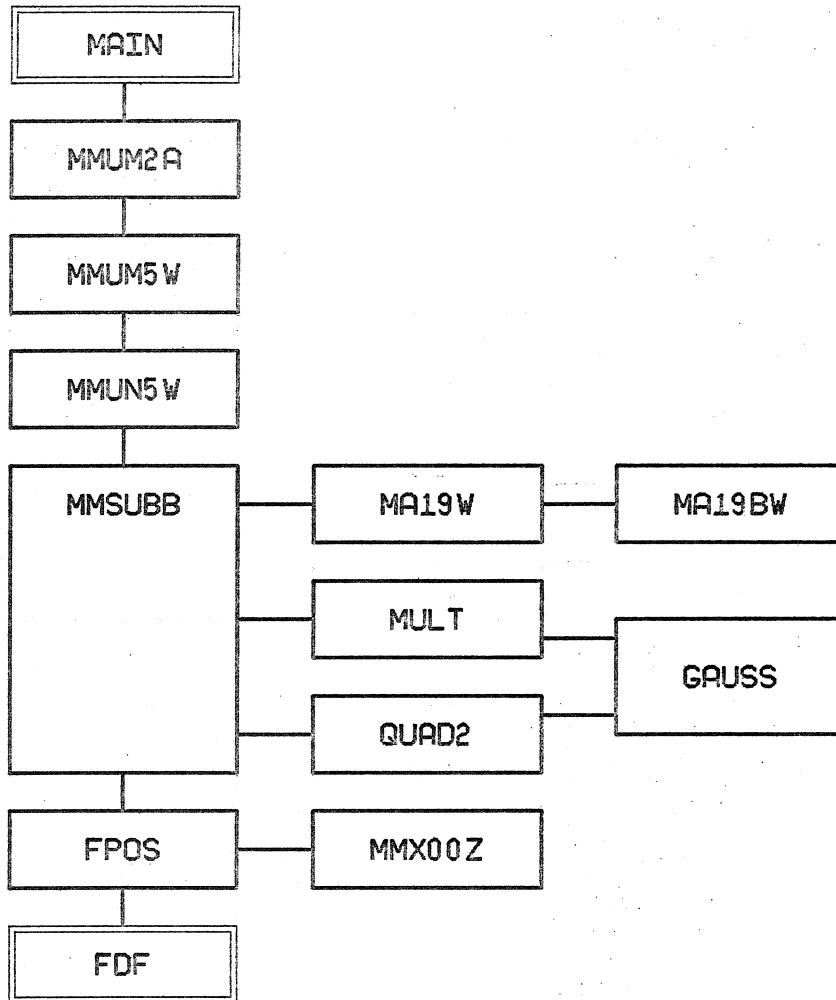 MAIN
MMUM2A
MMUM5W
MMUN5W
MMSUBB MA19W MA19BW
MULT
GAUSS
QUAD2
FPOS MMX00Z
FDF